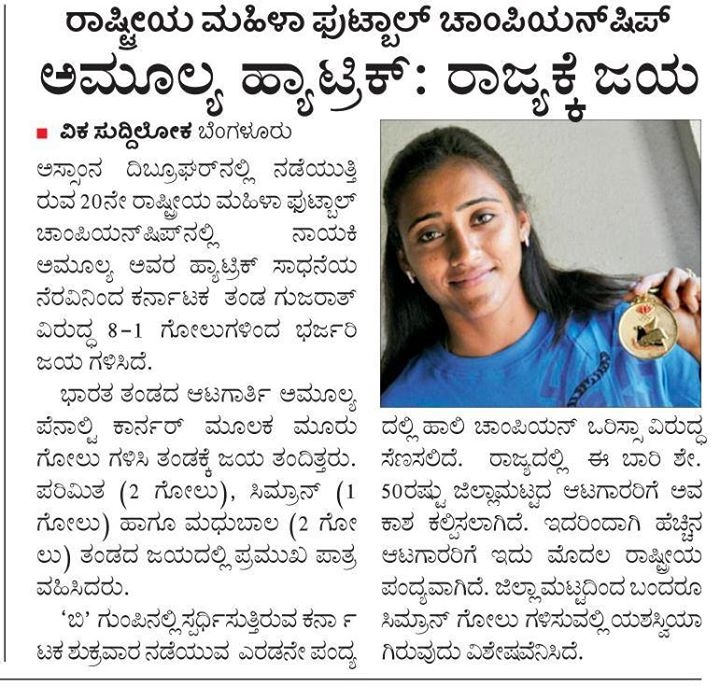 ರಾಷ್ಟ್ರೀಯ ಮಹಿಳಾ ಫುಟ್ಬಾಲ್ ಚಾಂಪಿಯನ್‌ಷಿಪ್
ಅಮೂಲ್ಯ ಹ್ಯಾಟ್ರಿಕ್: ರಾಜ್ಯಕ್ಕೆ ಜಯ
■ ವಿಕ ಸುದ್ದಿಲೋಕ ಬೆಂಗಳೂರು
ಅಸ್ಸಾಂನ ದಿಬ್ರೂಘರ್‌ನಲ್ಲಿ ನಡೆಯುತ್ತಿ
ರುವ 20ನೇ ರಾಷ್ಟ್ರೀಯ ಮಹಿಳಾ ಫುಟ್ಬಾಲ್
ಚಾಂಪಿಯನ್‌ಷಿಪ್‌ನಲ್ಲಿ ನಾಯಕಿ
ಅಮೂಲ್ಯ ಅವರ ಹ್ಯಾಟ್ರಿಕ್ ಸಾಧನೆಯ
ನೆರವಿನಿಂದ ಕರ್ನಾಟಕ ತಂಡ ಗುಜರಾತ್
ವಿರುದ್ಧ 8-1 ಗೋಲುಗಳಿಂದ ಭರ್ಜರಿ
ಜಯ ಗಳಿಸಿದೆ.
ಭಾರತ ತಂಡದ ಆಟಗಾರ್ತಿ ಅಮೂಲ್ಯ
ಪೆನಾಲ್ಟಿ ಕಾರ್ನರ್ ಮೂಲಕ ಮೂರು
ಗೋಲು ಗಳಿಸಿ ತಂಡಕ್ಕೆ ಜಯ ತಂದಿತ್ತರು.
ಪರಿಮಿತ (2 ಗೋಲು), ಸಿಮ್ರಾನ್ (1
ಗೋಲು) ಹಾಗೂ ಮಧುಬಾಲ (2 ಗೋ
ಲು) ತಂಡದ ಜಯದಲ್ಲಿ ಪ್ರಮುಖ ಪಾತ್ರ
ವಹಿಸಿದರು.
‘ಬಿ’ ಗುಂಪಿನಲ್ಲಿ ಸ್ಪರ್ಧಿಸುತ್ತಿರುವ ಕರ್ನಾ
ಟಕ ಶುಕ್ರವಾರ ನಡೆಯುವ ಎರಡನೇ ಪಂದ್ಯ
ದಲ್ಲಿ ಹಾಲಿ ಚಾಂಪಿಯನ್ ಒರಿಸ್ಸಾ ವಿರುದ್ಧ
ಸೆಣಸಲಿದೆ. ರಾಜ್ಯದಲ್ಲಿ ಈ ಬಾರಿ ಶೇ.
50ರಷ್ಟು ಜಿಲ್ಲಾಮಟ್ಟದ ಆಟಗಾರರಿಗೆ ಅವ
ಕಾಶ ಕಲ್ಪಿಸಲಾಗಿದೆ. ಇದರಿಂದಾಗಿ ಹೆಚ್ಚಿನ
ಆಟಗಾರರಿಗೆ ಇದು ಮೊದಲ ರಾಷ್ಟ್ರೀಯ
ಪಂದ್ಯವಾಗಿದೆ. ಜಿಲ್ಲಾಮಟ್ಟದಿಂದ ಬಂದರೂ
ಸಿಮ್ರಾನ್ ಗೋಲು ಗಳಿಸುವಲ್ಲಿ ಯಶಸ್ವಿಯಾ
ಗಿರುವುದು ವಿಶೇಷವೆನಿಸಿದೆ.